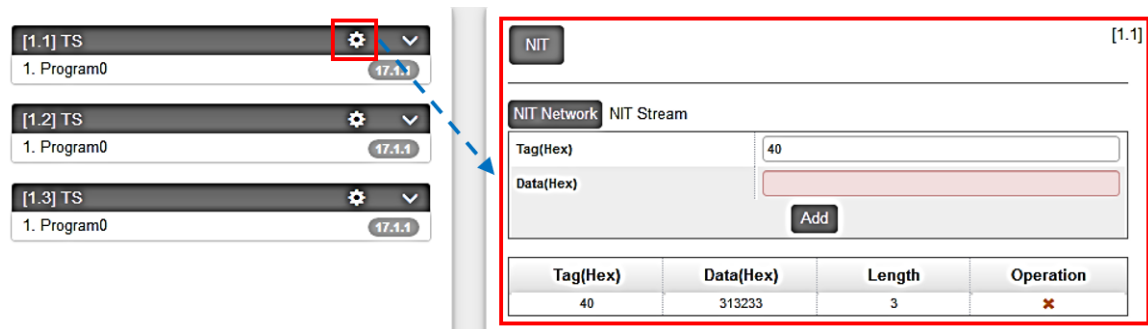 [1.1] TS
1. Program0 17.1.1
[1.2] TS
1. Program0 17.1.1
[1.3] TS
1. Program0 17.1.1
NIT [1.1]
NIT Network NIT Stream
Tag(Hex) 40
Data(Hex)
Add
Tag(Hex) Data(Hex) Length Operation
40 313233 3